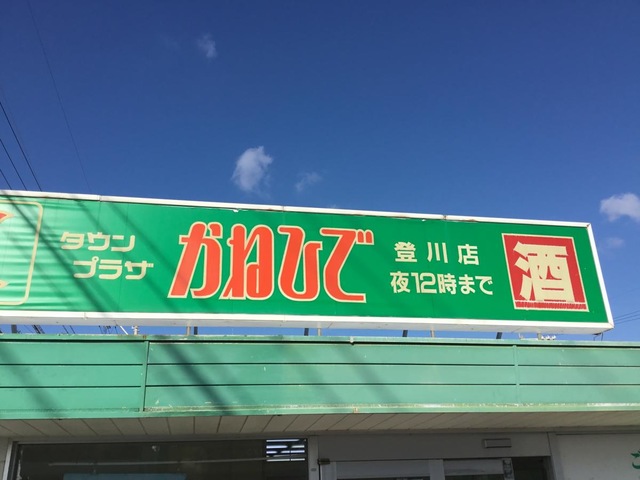 タウン
プラザ
かねひで
登川店
夜12時まで
酒